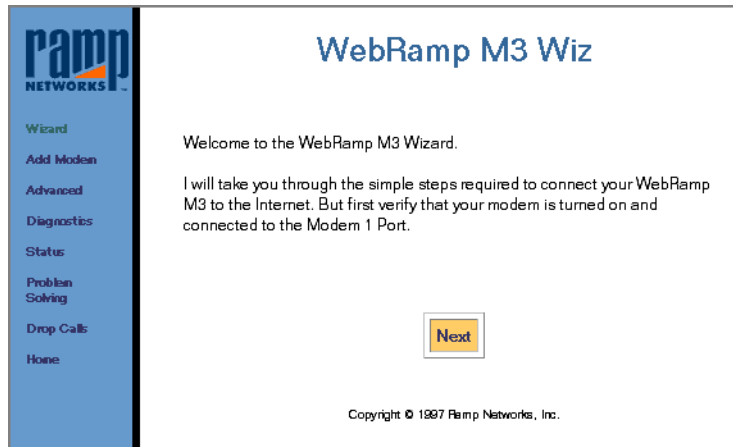 ramp
NETWORKS
Wizard
Add Modem
Advanced
Diagnostics
Status
Problem
Solving
Drop Calls
Home
WebRamp M3 Wiz
Welcome to the WebRamp M3 Wizard.
I will take you through the simple steps required to connect your WebRamp
M3 to the Internet. But first verify that your modem is turned on and
connected to the Modem 1 Port.
Next
Copyright © 1997 Ramp Networks, Inc.